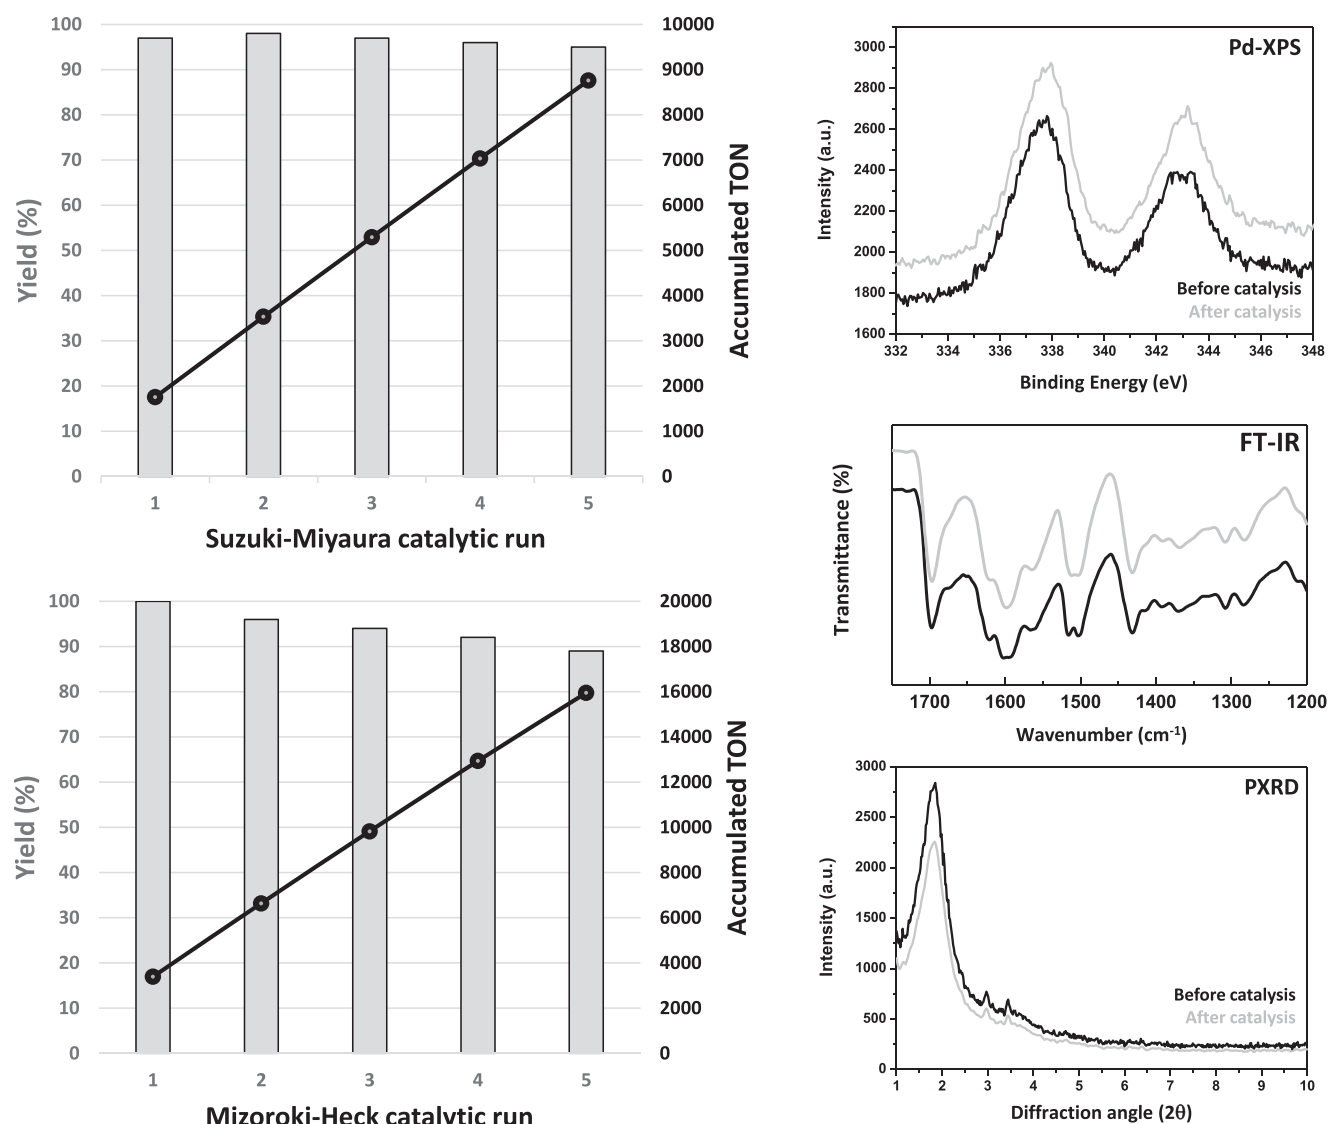 100
90
80
70
60
50
40
30
20
10
0
Yield (%)
10000
9000
8000
7000
6000
5000
4000
3000
2000
1000
0
Accumulated TON
1 2 3 4 5
Suzuki-Miyaura catalytic run
100
90
80
70
60
50
40
30
20
10
0
Yield (%)
20000
18000
16000
14000
12000
10000
8000
6000
4000
2000
0
Accumulated TON
1 2 3 4 5
Mizoroki-Heck catalytic run
Pd-XPS
3000
2800
2600
2400
2200
2000
1800
1600
Intensity (a.u.)
Before catalysis
After catalysis
332 334 336 338 340 342 344 346 348
Binding Energy (eV)
FT-IR
Transmittance (%)
1700 1600 1500 1400 1300 1200
Wavenumber (cm-1)
PXRD
3000
2500
2000
1500
1000
500
0
Intensity (a.u.)
Before catalysis
After catalysis
1 2 3 4 5 6 7 8 9 10
Diffraction angle (2θ)